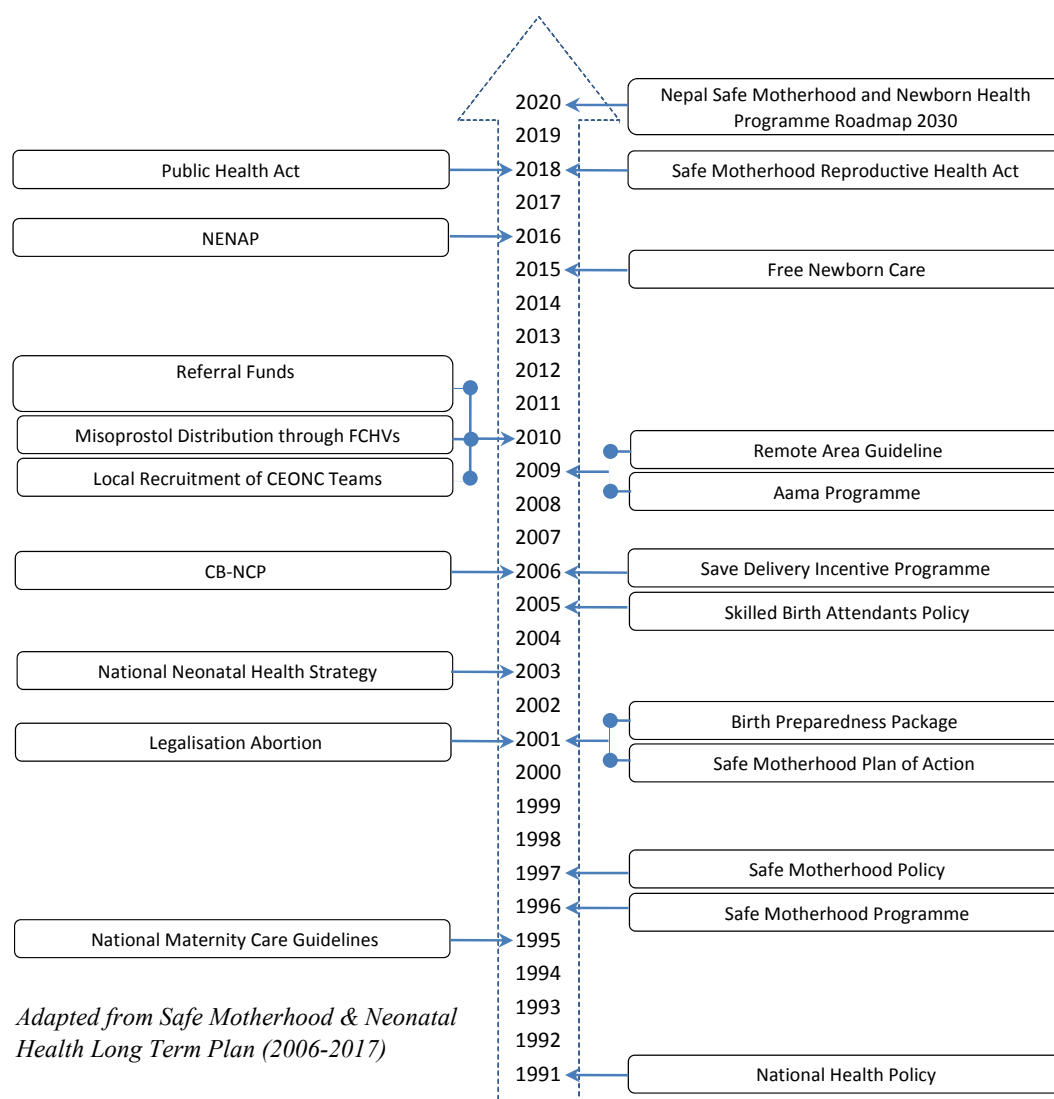 2020
Nepal Safe Motherhood and Newborn Health
Programme Roadmap 2030
2019
Public Health Act
2018
Safe Motherhood Reproductive Health Act
2017
NENAP
2016
2015
Free Newborn Care
2014
2013
Referral Funds
2012
2011
Misoprostol Distribution through FCHVs
2010
Remote Area Guideline
Local Recruitment of CEONC Teams
2009
Aama Programme
2008
2007
CB-NCP
2006
Save Delivery Incentive Programme
2005
Skilled Birth Attendants Policy
2004
National Neonatal Health Strategy
2003
2002
Birth Preparedness Package
Legalisation Abortion
2001
Safe Motherhood Plan of Action
2000
1999
1998
1997
Safe Motherhood Policy
1996
Safe Motherhood Programme
National Maternity Care Guidelines
1995
1994
1993
1992
1991
National Health Policy
Adapted from Safe Motherhood & Neonatal
Health Long Term Plan (2006-2017)